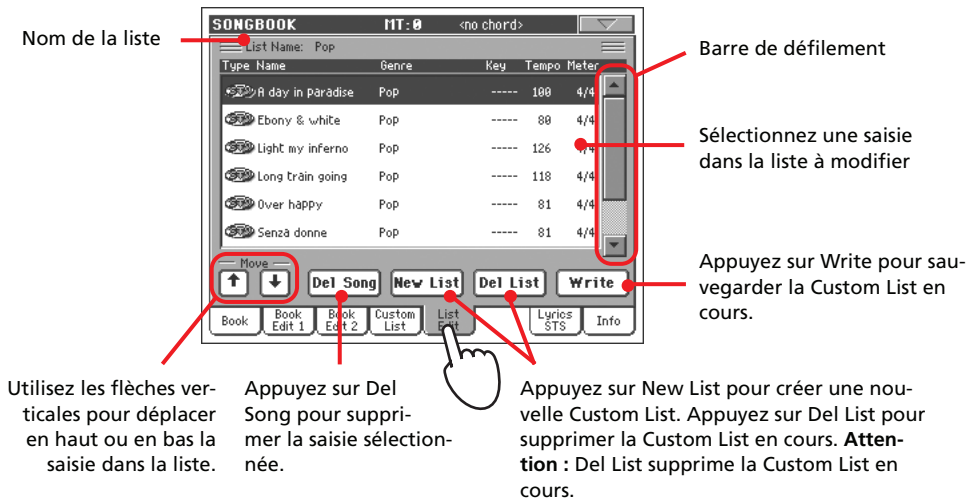 SONGBOOK MT:0 <no chord>
Nom de la liste
List Name: Pop
Type Name Genre Key Tempo Meter
A day in paradise Pop ----- 100 4/4
Ebony & white Pop ----- 80 4/4
Light my inferno Pop ----- 126 4/4
Long train going Pop ----- 118 4/4
Over happy Pop ----- 81 4/4
Senza donne Pop ----- 81 4/4
Barre de défilement
Sélectionnez une saisie
dans la liste à modifier
Move
Del Song New List Del List Write
Book Book Edit 1 Book Edit 2 Custom List List Edit Lyrics STS Info
Appuyez sur Write pour sau-
vegarder la Custom List en
cours.
Utilisez les flèches ver-
ticales pour déplacer
en haut ou en bas la
saisie dans la liste.
Appuyez sur Del
Song pour suppri-
mer la saisie sélection-
née.
Appuyez sur New List pour créer une nou-
velle Custom List. Appuyez sur Del List pour
supprimer la Custom List en cours. Atten-
tion : Del List supprime la Custom List en
cours.